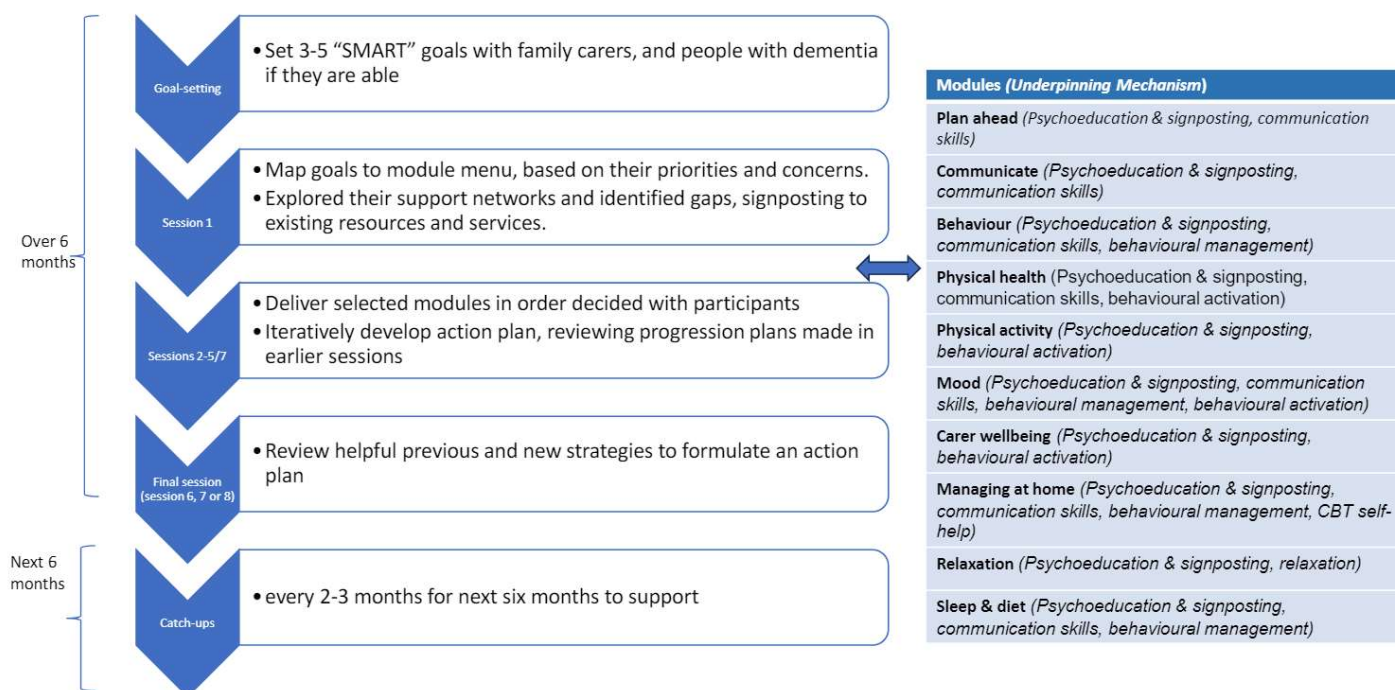 Over 6
months
Goal-setting
• Set 3-5 “SMART” goals with family carers, and people with dementia
if they are able
Session 1
• Map goals to module menu, based on their priorities and concerns.
• Explored their support networks and identified gaps, signposting to
existing resources and services.
Sessions 2-5/7
• Deliver selected modules in order decided with participants
• Iteratively develop action plan, reviewing progression plans made in
earlier sessions
Final session
(session 6, 7 or 8)
• Review helpful previous and new strategies to formulate an action
plan
Next 6
months
Catch-ups
• every 2-3 months for next six months to support
Modules (Underpinning Mechanism)
Plan ahead (Psychoeducation & signposting, communication
skills)
Communicate (Psychoeducation & signposting,
communication skills)
Behaviour (Psychoeducation & signposting,
communication skills, behavioural management)
Physical health (Psychoeducation & signposting,
communication skills, behavioural activation)
Physical activity (Psychoeducation & signposting,
behavioural activation)
Mood (Psychoeducation & signposting, communication
skills, behavioural management, behavioural activation)
Carer wellbeing (Psychoeducation & signposting,
behavioural activation)
Managing at home (Psychoeducation & signposting,
communication skills, behavioural management, CBT self-
help)
Relaxation (Psychoeducation & signposting, relaxation)
Sleep & diet (Psychoeducation & signposting,
communication skills, behavioural management)